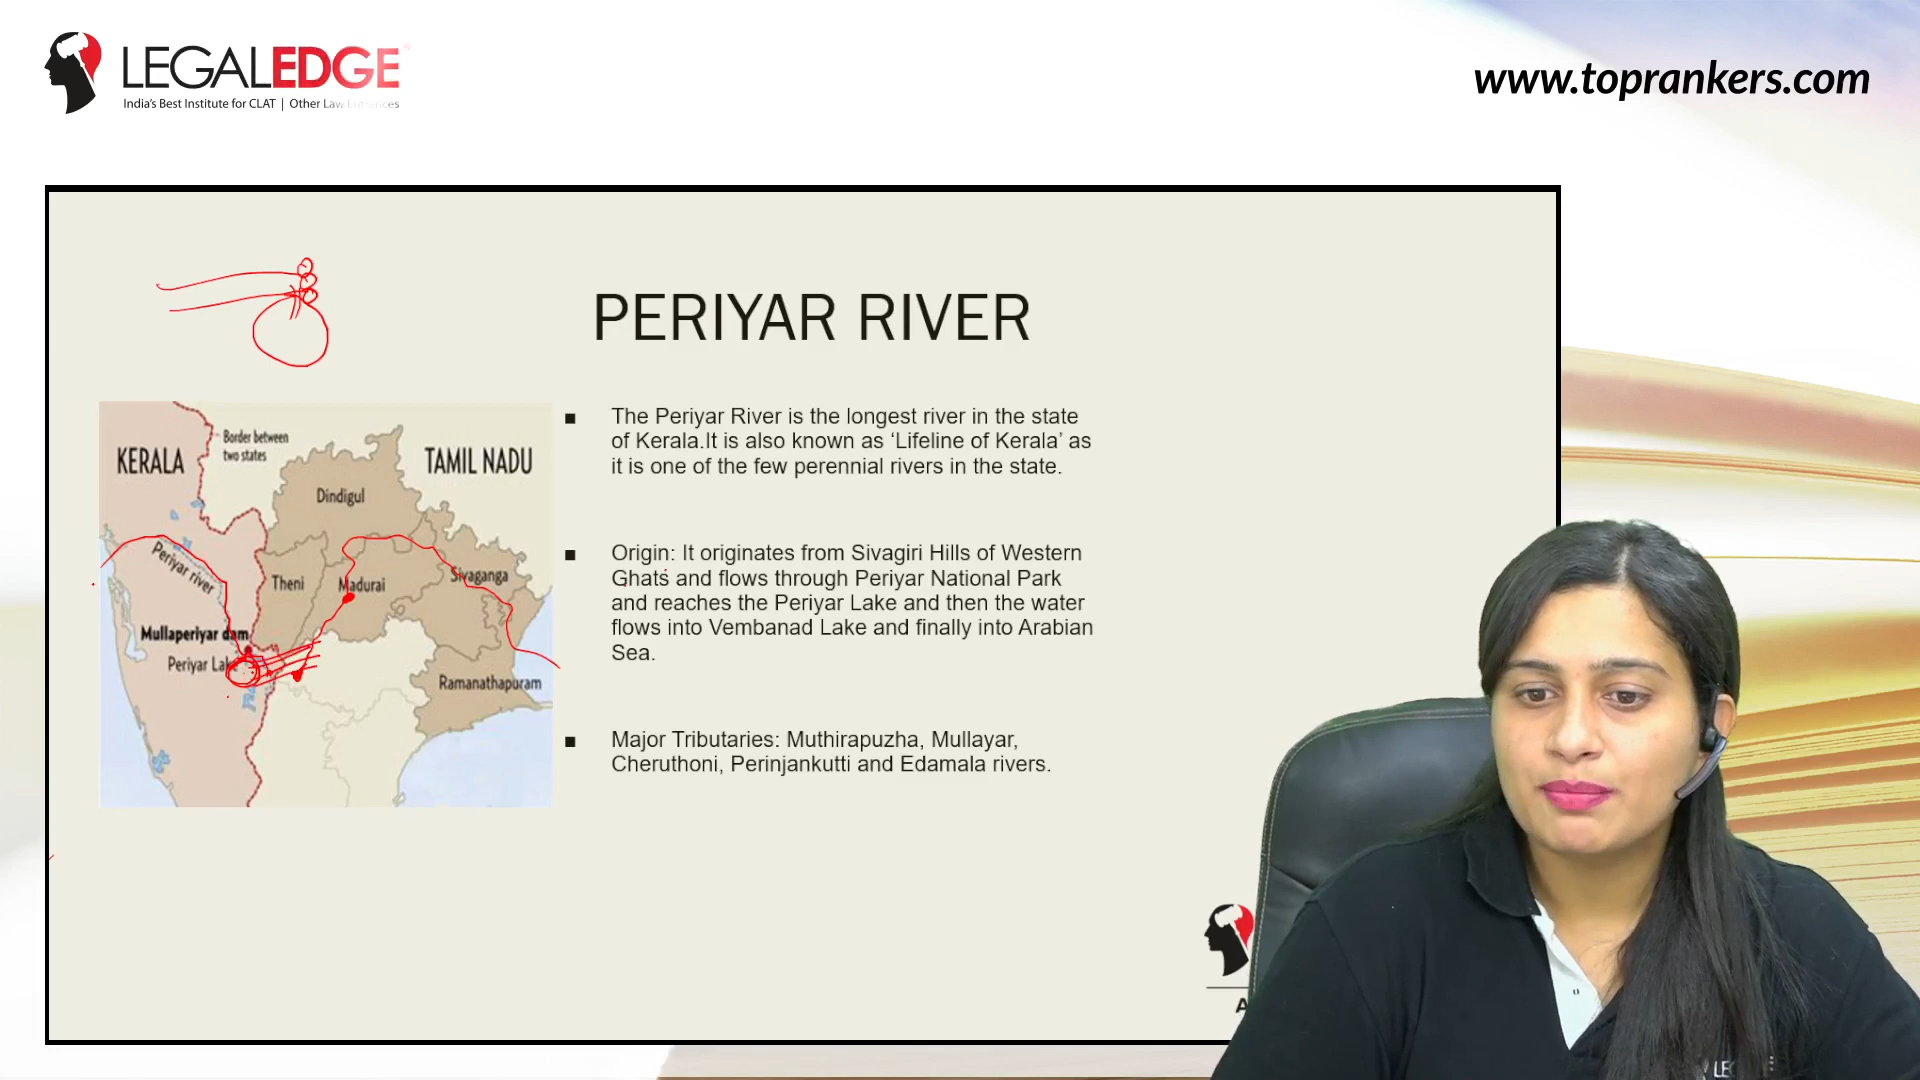 LEGALEDGE
India's Best Institute for CLAT | Other Law Entrances
www.toprankers.com
PERIYAR RIVER
KERALA
Border between
two states
TAMIL NADU
Dindigul
Periyar river
Theni
Madurai
Sivaganga
Mullaperiyar dam
Periyar Lake
Ramanathapuram
■ The Periyar River is the longest river in the state
of Kerala.It is also known as ‘Lifeline of Kerala’ as
it is one of the few perennial rivers in the state.
■ Origin: It originates from Sivagiri Hills of Western
Ghats and flows through Periyar National Park
and reaches the Periyar Lake and then the water
flows into Vembanad Lake and finally into Arabian
Sea.
■ Major Tributaries: Muthirapuzha, Mullayar,
Cheruthoni, Perinjankutti and Edamala rivers.